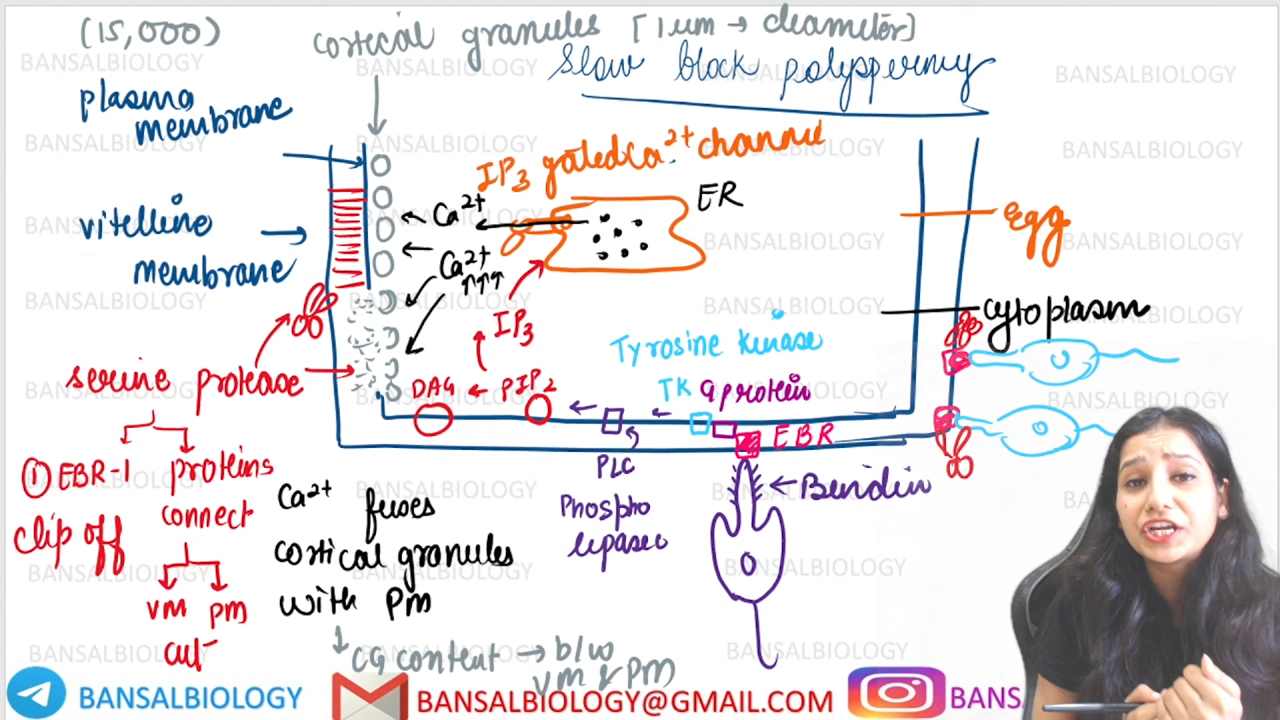 (15,000)
cortical granules [1 um → diameter]
Slow block polyspermy
plasma
membrane
IP3 gated Ca2+ channel
ER
Ca2+
Ca2+
↑↑↑
vitelline
membrane
egg
cytoplasm
IP3
Tyrosine kinase
TK G protein
DAG ← PIP2
serine protease
EBR
PLC
Phospho
lipase C
← Bindin
① EBR-1
clip off
proteins
connect
vm pm
cut
Ca2+ fuses
cortical granules
with pm
↓ CG content → b/w
vm & pm
BANSALBIOLOGY
BANSALBIOLOGY@GMAIL.COM
BANS